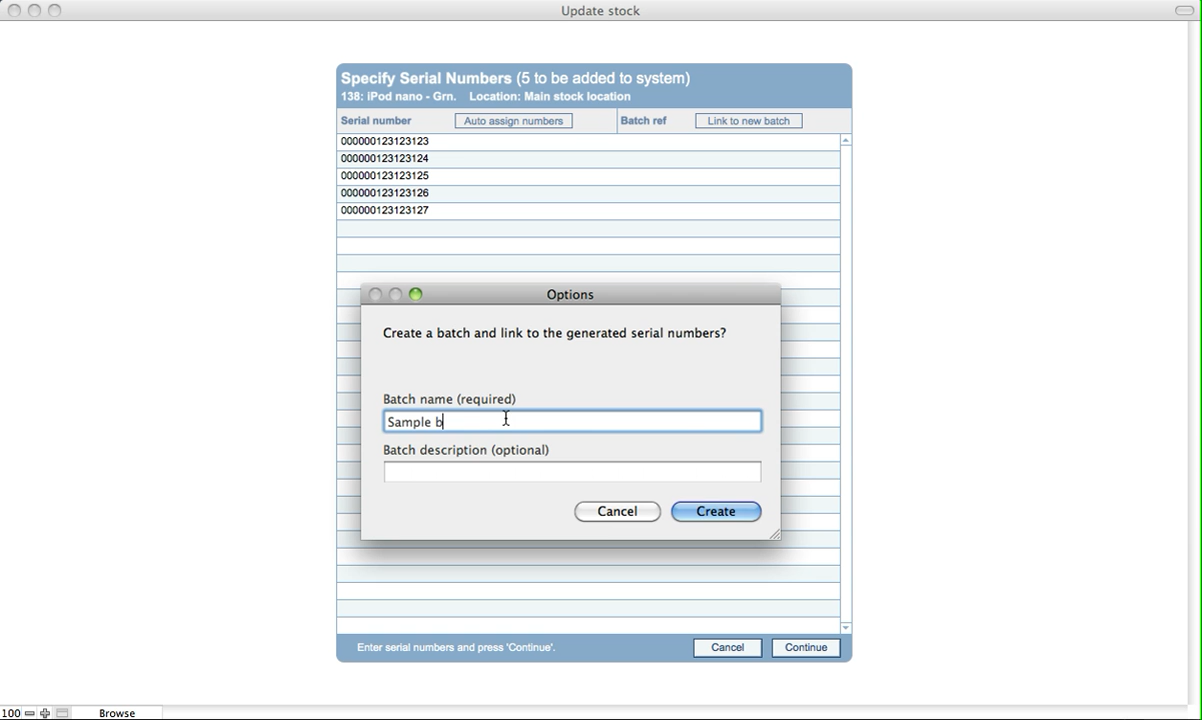 Update stock
Specify Serial Numbers (5 to be added to system)
138: iPod nano - Grn. Location: Main stock location
Serial number Auto assign numbers Batch ref Link to new batch
000000123123123
000000123123124
000000123123125
000000123123126
000000123123127
Options
Create a batch and link to the generated serial numbers?
Batch name (required)
Sample b
Batch description (optional)
Cancel Create
Enter serial numbers and press 'Continue'. Cancel Continue
100 Browse